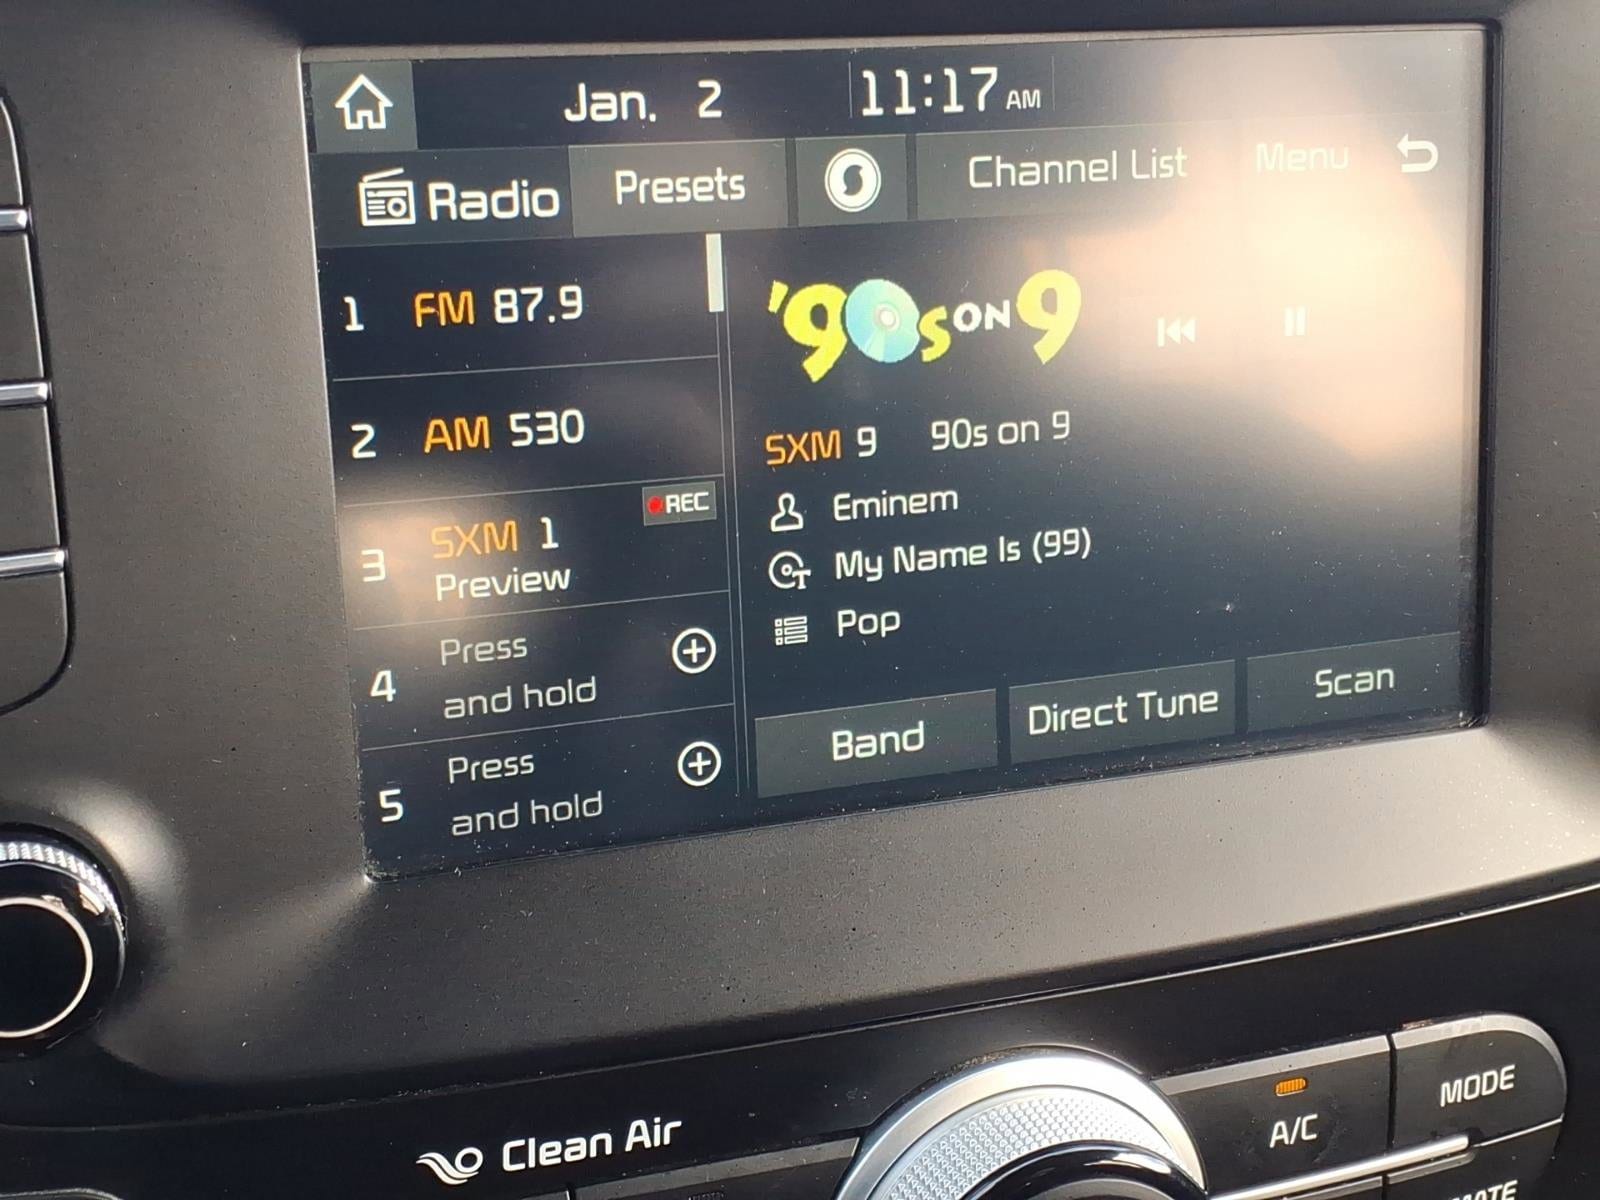 Jan. 2
11:17 AM
Radio
Presets
Channel List
Menu
1 FM 87.9
2 AM 530
REC
3 SXM 1
Preview
4 Press
and hold
5 Press
and hold
'90s ON 9
SXM 9 90s on 9
Eminem
My Name Is (99)
Pop
Band
Direct Tune
Scan
Clean Air
A/C
MODE